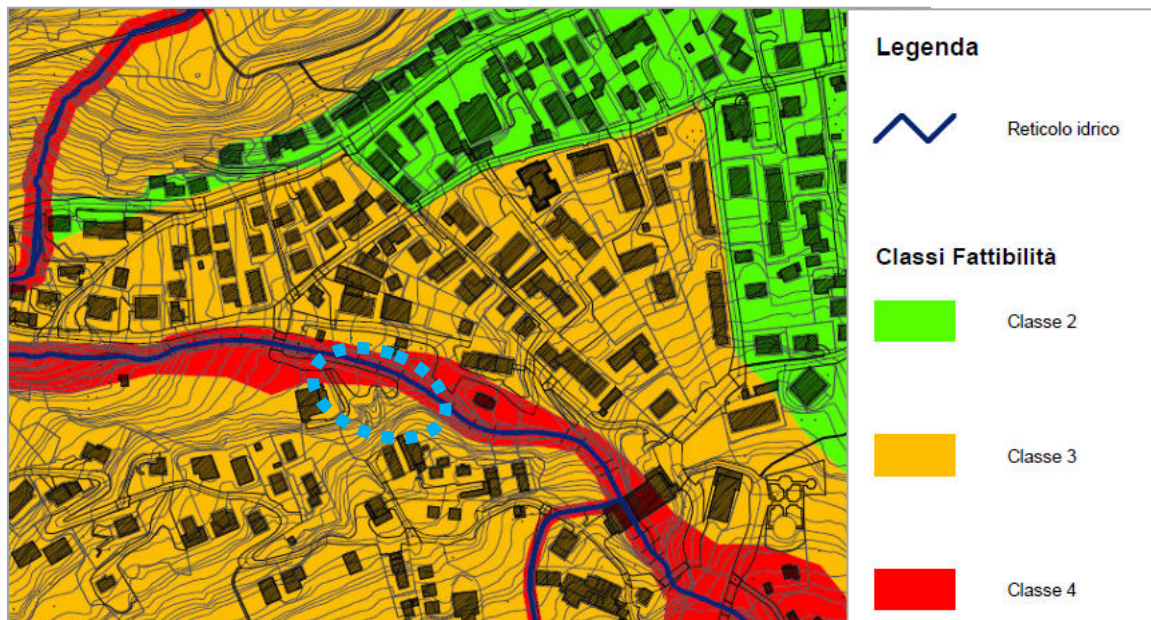 Legenda
Reticolo idrico
Classi Fattibilità
Classe 2
Classe 3
Classe 4